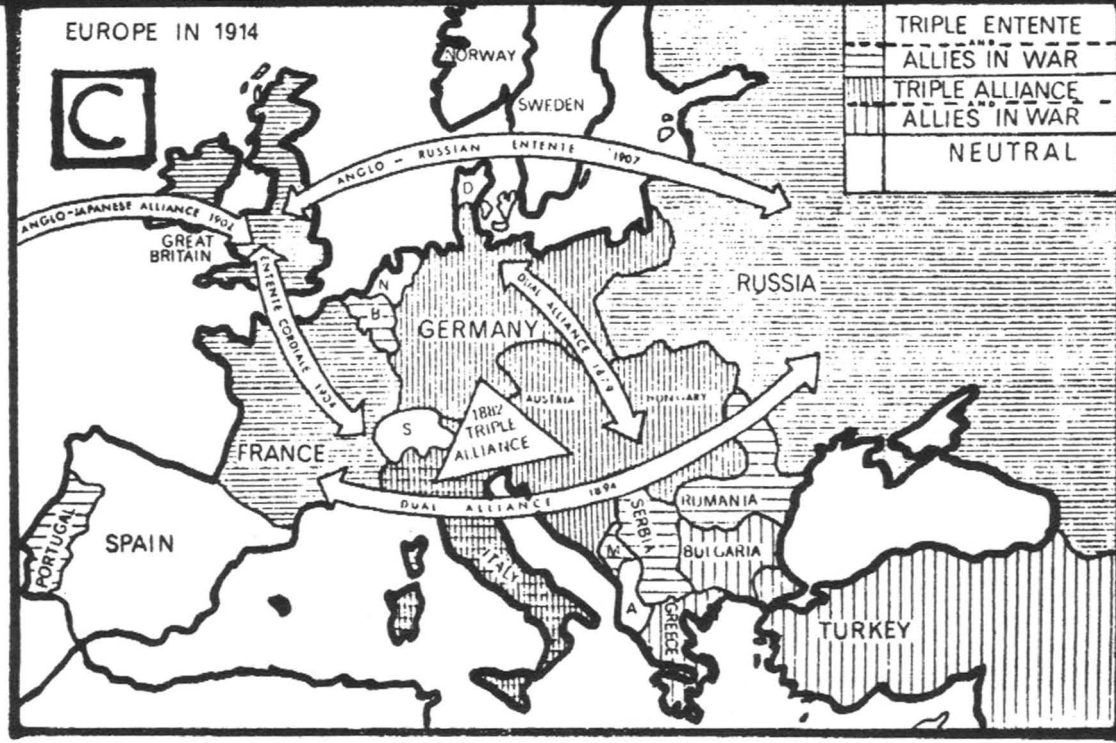 EUROPE IN 1914
C
TRIPLE ENTENTE
AND
ALLIES IN WAR
TRIPLE ALLIANCE
AND
ALLIES IN WAR
NEUTRAL
NORWAY
SWEDEN
ANGLO - RUSSIAN ENTENTE 1907
D
ANGLO-JAPANESE ALLIANCE 1902
GREAT
BRITAIN
ENTENTE CORDIALE 1904
N
B
GERMANY
DUAL ALLIANCE 1879
RUSSIA
AUSTRIA
HUNGARY
1882
TRIPLE
ALLIANCE
S
FRANCE
DUAL ALLIANCE 1894
PORTUGAL
SPAIN
ITALY
SERBIA
RUMANIA
M
BULGARIA
A
GREECE
TURKEY